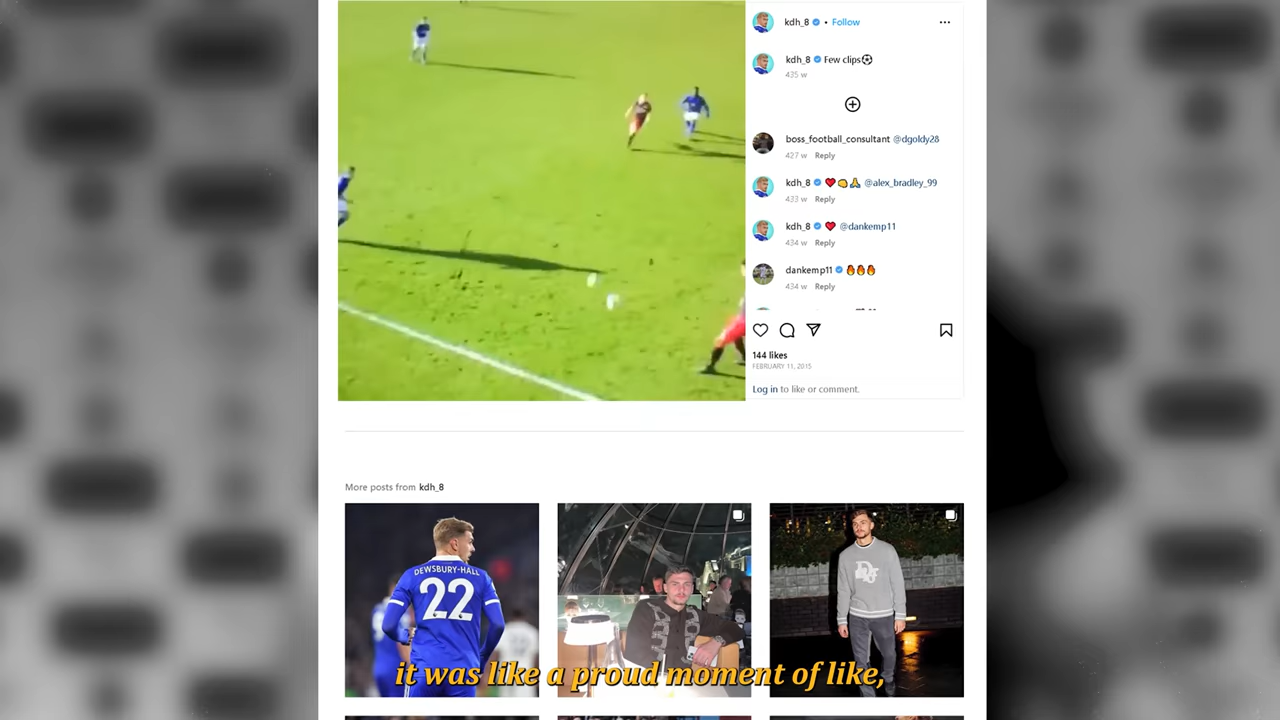 kdh_8 • Follow
kdh_8 Few clips⚽
435 w
boss_football_consultant @dgoldy28
427 w Reply
kdh_8 ❤️👊🙏 @alex_bradley_99
433 w Reply
kdh_8 ❤️ @dankemp11
434 w Reply
dankemp11 🔥🔥🔥
434 w Reply
144 likes
FEBRUARY 11, 2015
Log in to like or comment.
More posts from kdh_8
DEWSBURY-HALL
22
it was like a proud moment of like,